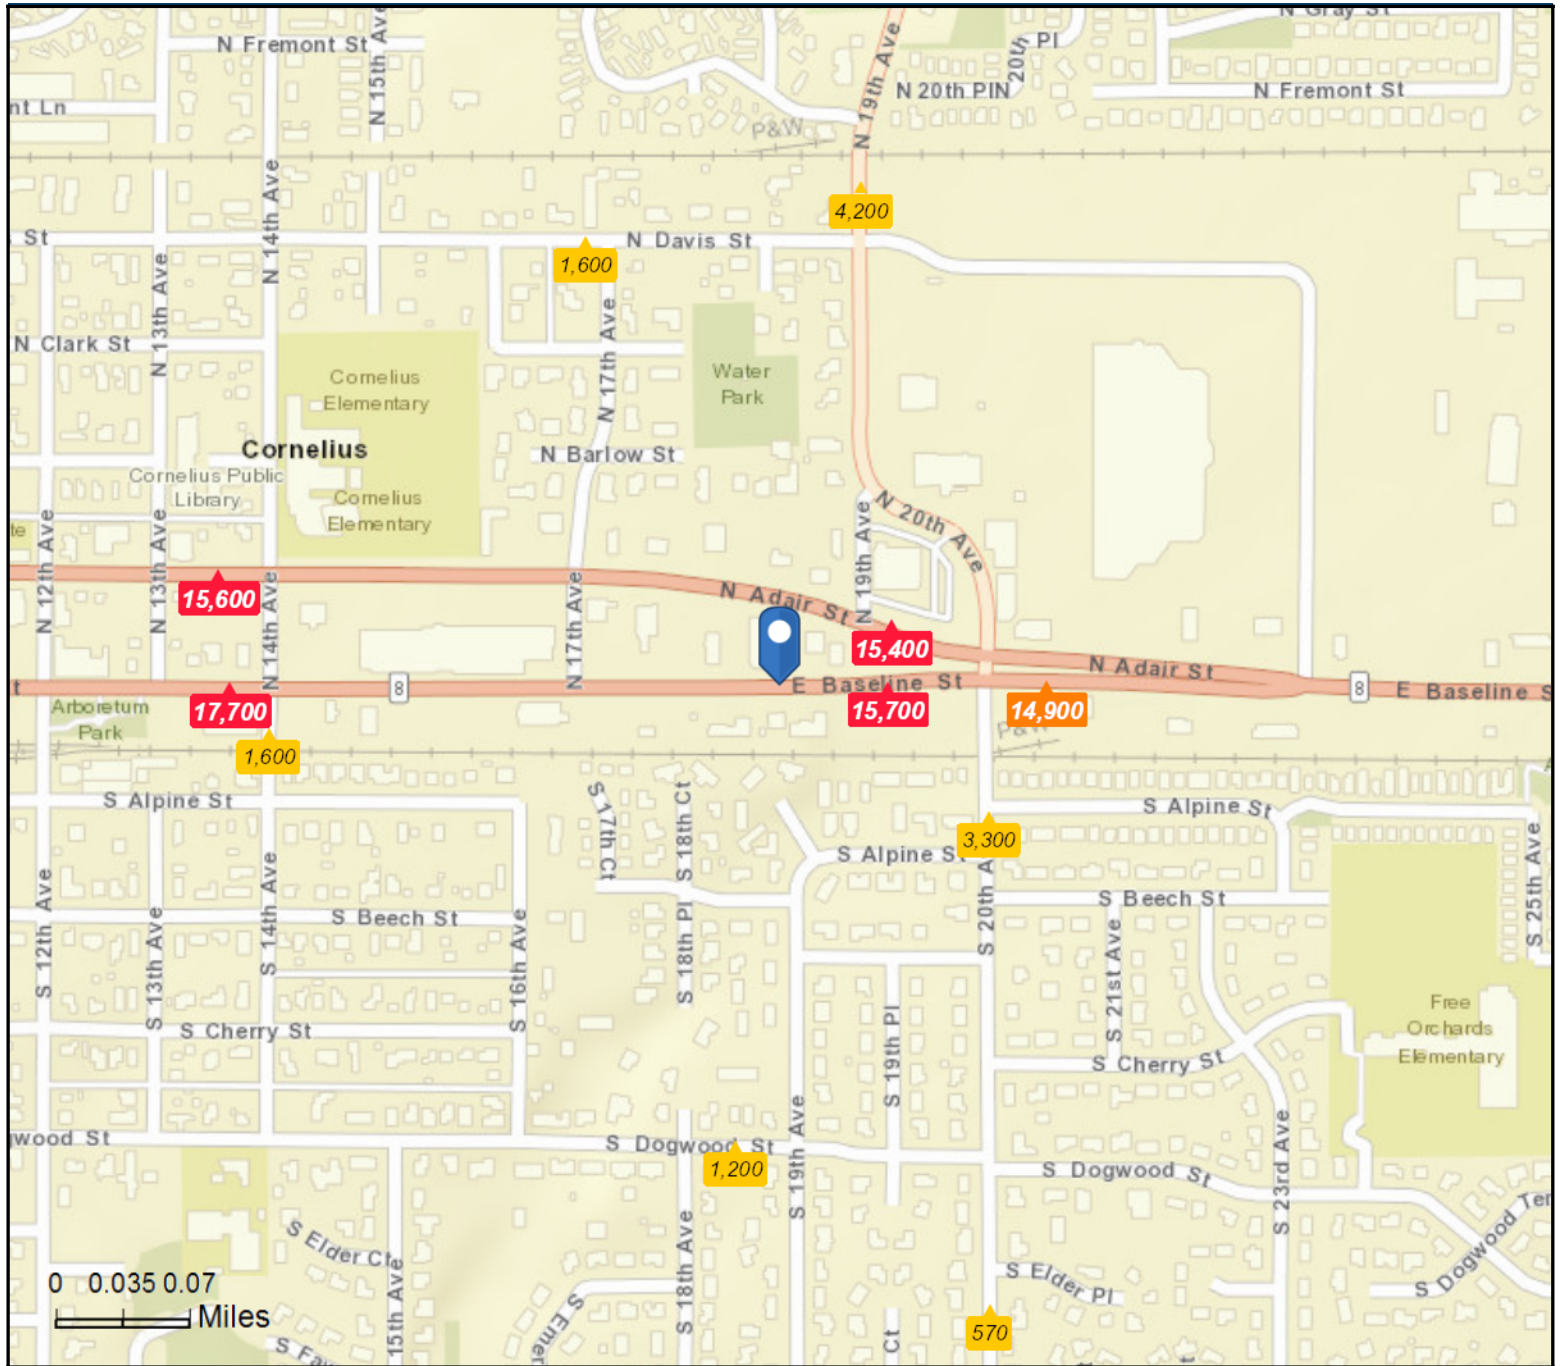 N Gray St
N Fremont St
N 15th Ave
N 19th Ave
20th Pl
N 20th PlN
N Fremont St
nt Ln
P&W
N 14th Ave
4,200
St
N Davis St
1,600
N 13th Ave
N 17th Ave
N Clark St
Cornelius
Elementary
Water
Park
Cornelius
N Barlow St
Cornelius Public
Library
Cornelius
Elementary
N 20th Ave
te
N 12th Ave
N 13th Ave
N 14th Ave
N 17th Ave
N 19th Ave
15,600
N Adair St
15,400
N Adair St
t
8
E Baseline St
8
E Baseline S
17,700
15,700
14,900
Arboretum
Park
P&W
1,600
S Alpine St
S 17th Ct
S 18th Ct
S Alpine St
3,300
S Alpine St
S 12th Ave
S 13th Ave
S 14th Ave
S Beech St
S 16th Ave
S 18th Pl
S 20th A
S Beech St
S 21st Ave
S 25th Ave
S Cherry St
S 19th Pl
S Cherry St
Free
Orchards
Elementary
wood St
S Dogwood St
1,200
S 19th Ave
S Dogwood St
S 23rd Ave
S Dogwood Ter
S Elder Ct
15th Ave
S 18th Ave
S Elder Pl
S Emer
Ct
570
0 0.035 0.07
Miles
S Fa
t